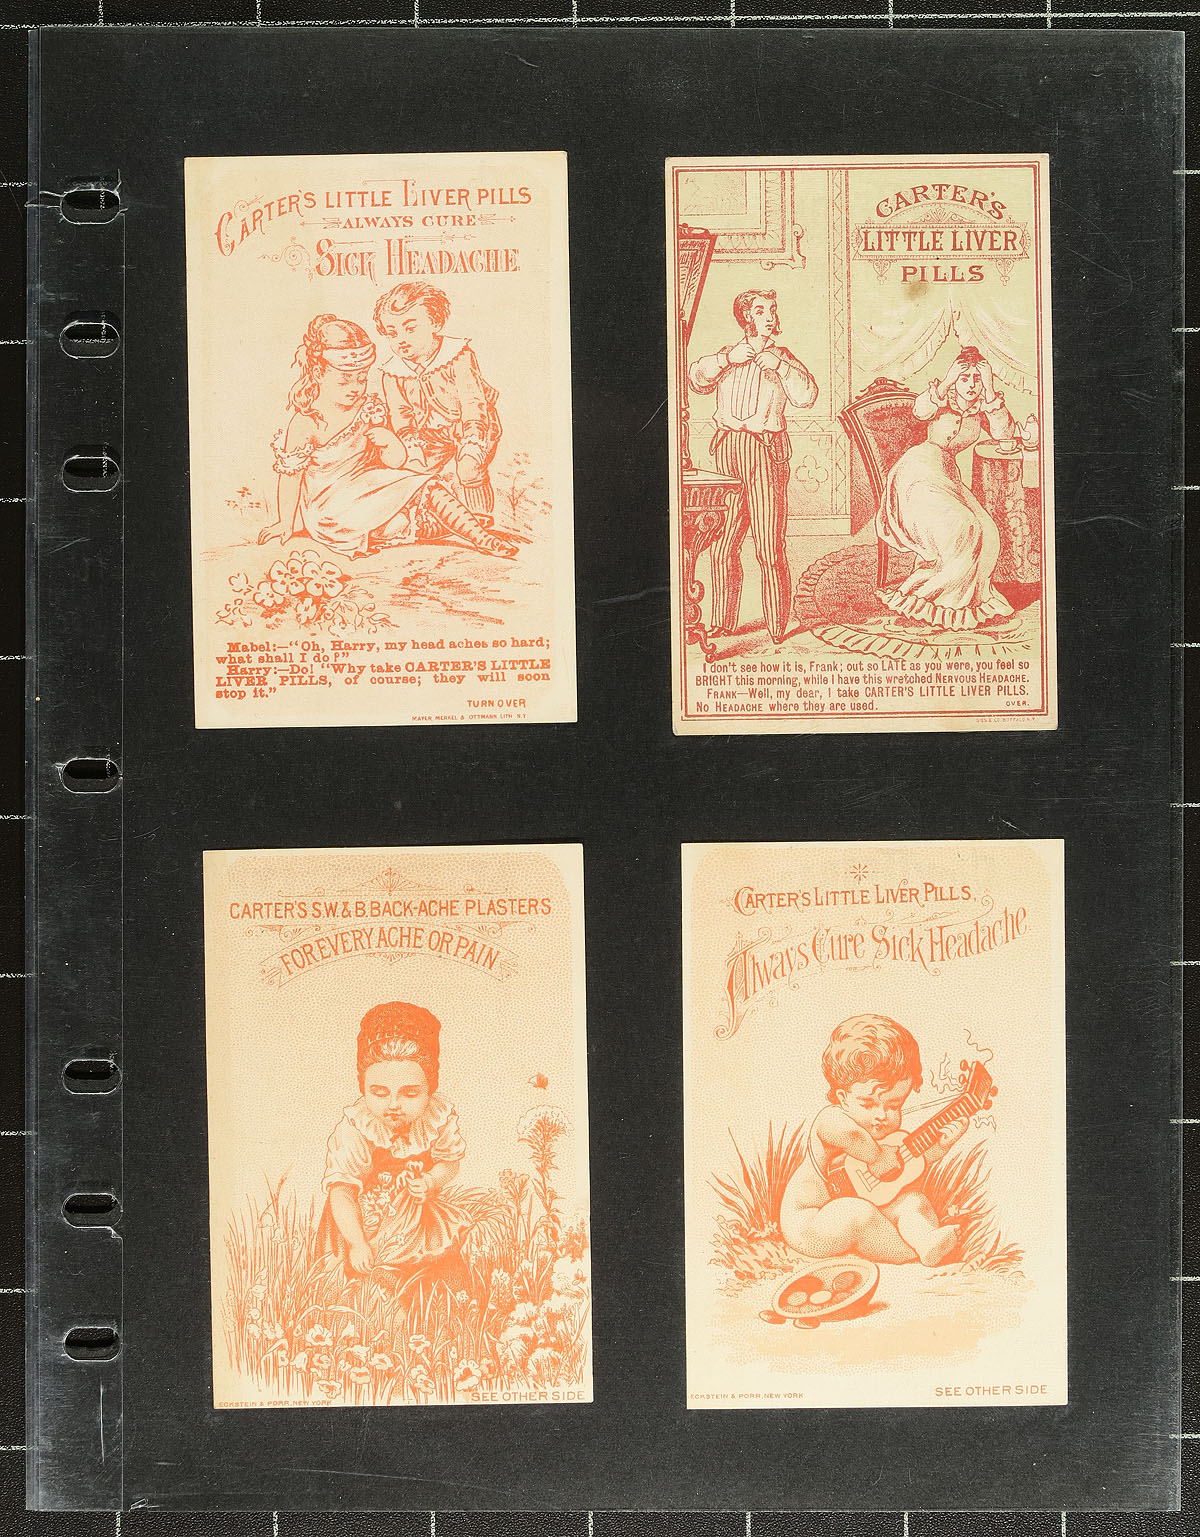 CARTER'S LITTLE LIVER PILLS
ALWAYS CURE
SICK HEADACHE
Mabel:—"Oh, Harry, my head aches so hard;
what shall I do?"
Harry:—Do! "Why take CARTER'S LITTLE
LIVER PILLS, of course; they will soon
stop it."
TURN OVER
MAYER MERKEL & OTTMANN LITH N.Y
CARTER'S
LITTLE LIVER
PILLS
I don't see how it is, Frank; out so LATE as you were, you feel so
BRIGHT this morning, while I have this wretched NERVOUS HEADACHE.
FRANK—Well, my dear, I take CARTER'S LITTLE LIVER PILLS.
No HEADACHE where they are used.
OVER.
CARTER'S S.W. & B. BACK-ACHE PLASTERS
FOR EVERY ACHE OR PAIN
SEE OTHER SIDE
ECKSTEIN & PORR, NEW YORK
CARTER'S LITTLE LIVER PILLS,
Always Cure Sick Headache
ECKSTEIN & PORR, NEW YORK
SEE OTHER SIDE